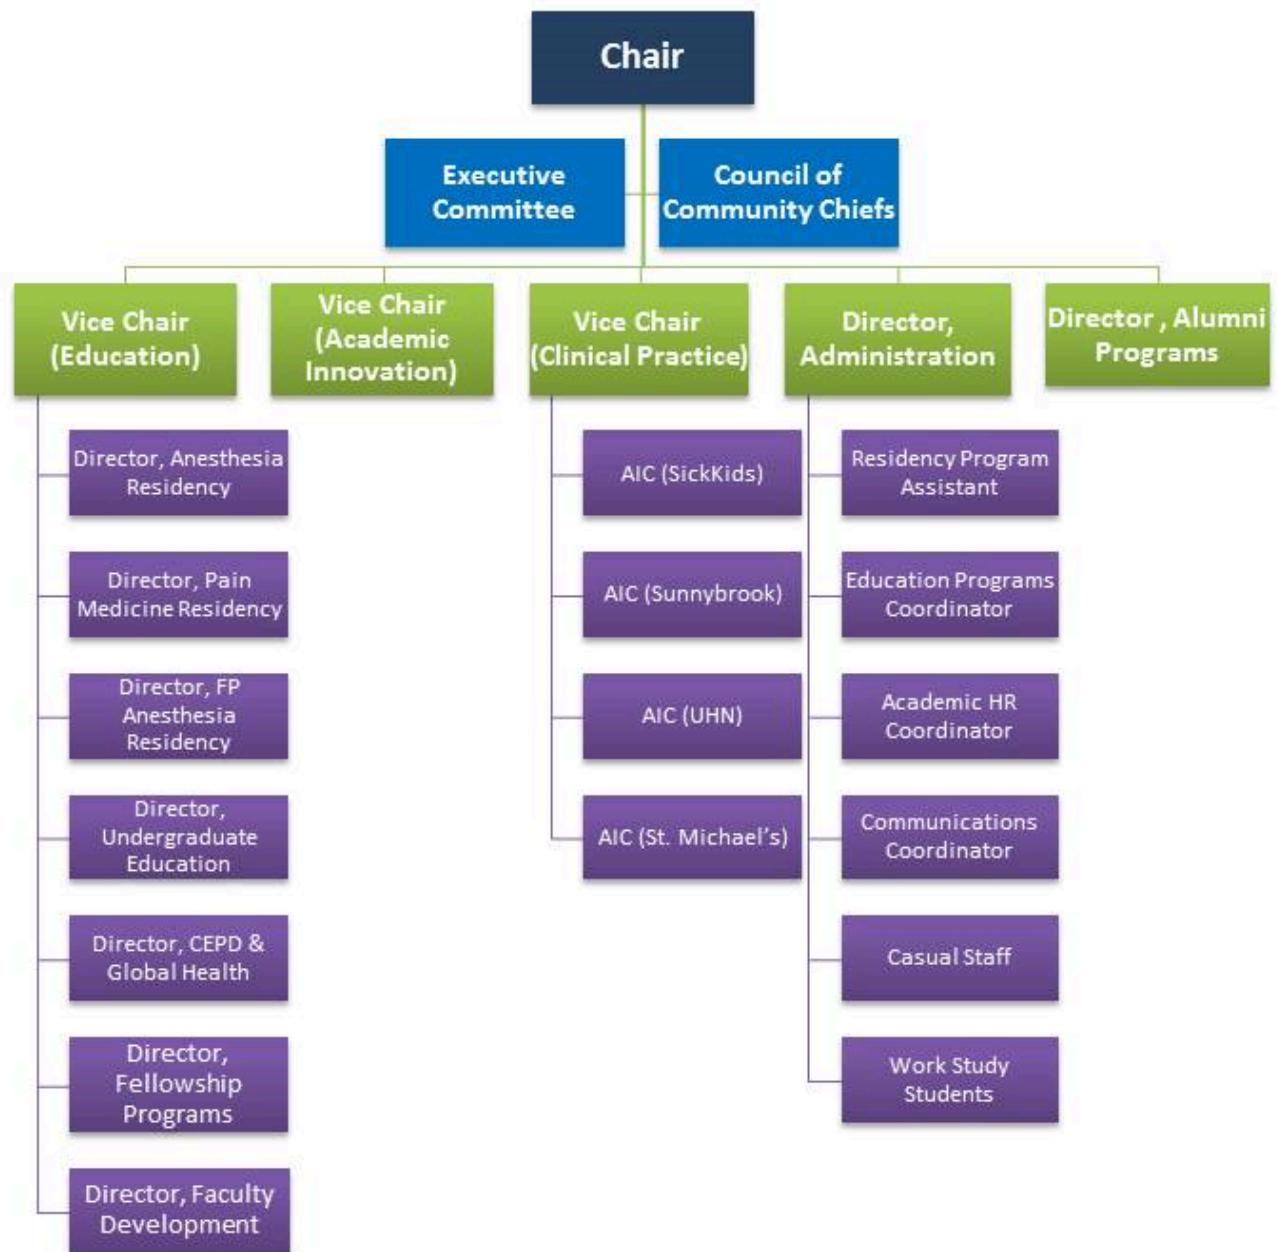 Chair
Executive
Committee
Council of
Community Chiefs
Vice Chair
(Education)
Vice Chair
(Academic
Innovation)
Vice Chair
(Clinical Practice)
Director,
Administration
Director , Alumni
Programs
Director, Anesthesia
Residency
Director, Pain
Medicine Residency
Director, FP
Anesthesia
Residency
Director,
Undergraduate
Education
Director, CEPD &
Global Health
Director,
Fellowship
Programs
Director, Faculty
Development
AIC (SickKids)
AIC (Sunnybrook)
AIC (UHN)
AIC (St. Michael’s)
Residency Program
Assistant
Education Programs
Coordinator
Academic HR
Coordinator
Communications
Coordinator
Casual Staff
Work Study
Students